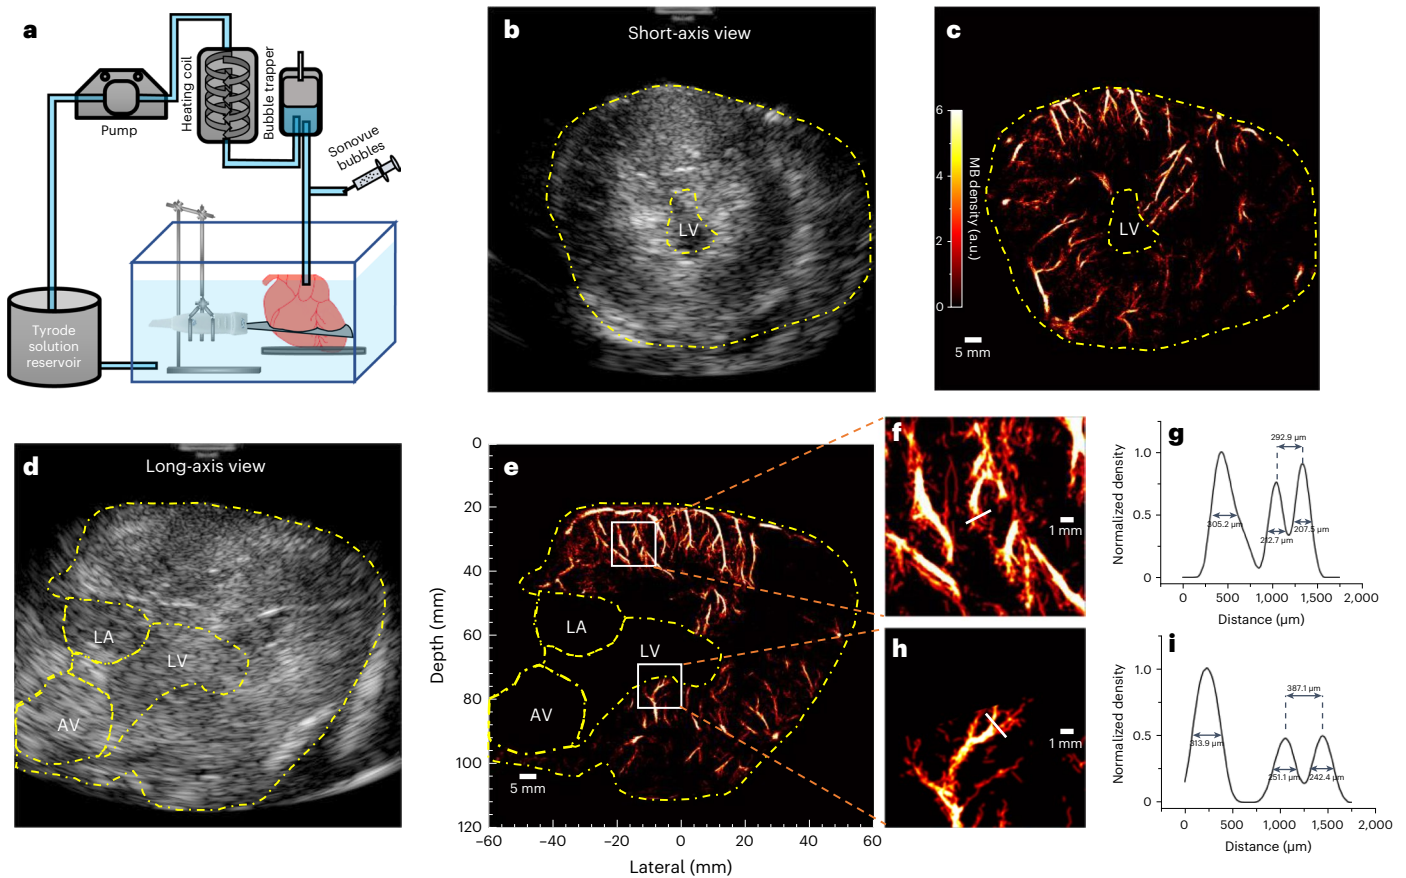 a
Pump
Heating coil
Bubble trapper
Sonovue
bubbles
Tyrode
solution
reservoir
b
Short-axis view
LV
c
6
4
2
0
MB density (a.u.)
LV
5 mm
d
Long-axis view
LA
LV
AV
e
0
20
40
60
80
100
120
Depth (mm)
LA
LV
AV
5 mm
−60
−40
−20
0
20
40
60
Lateral (mm)
f
1 mm
g
292.9 µm
305.2 µm
212.7 µm
207.5 µm
1.0
0.5
0
Normalized density
0
500
1,000
1,500
2,000
Distance (µm)
h
1 mm
i
387.1 µm
313.9 µm
251.1 µm
242.4 µm
1.0
0.5
0
Normalized density
0
500
1,000
1,500
2,000
Distance (µm)